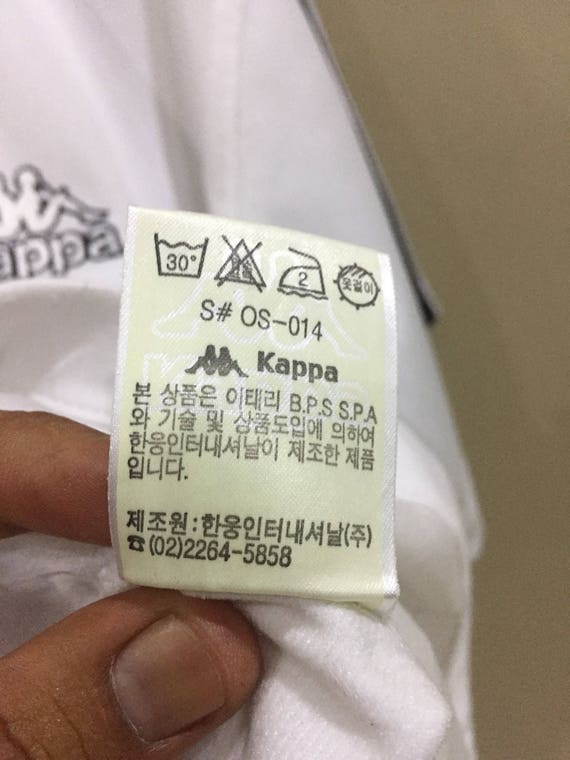 appa
30°
염소
2
옷걸이
S# OS-014
Kappa
본 상품은 이태리 B.P.S S.P.A
와 기술 및 상품도입에 의하여
한웅인터내셔날이 제조한 제품
입니다.
제조원:한웅인터내셔날(주)
☎(02)2264-5858